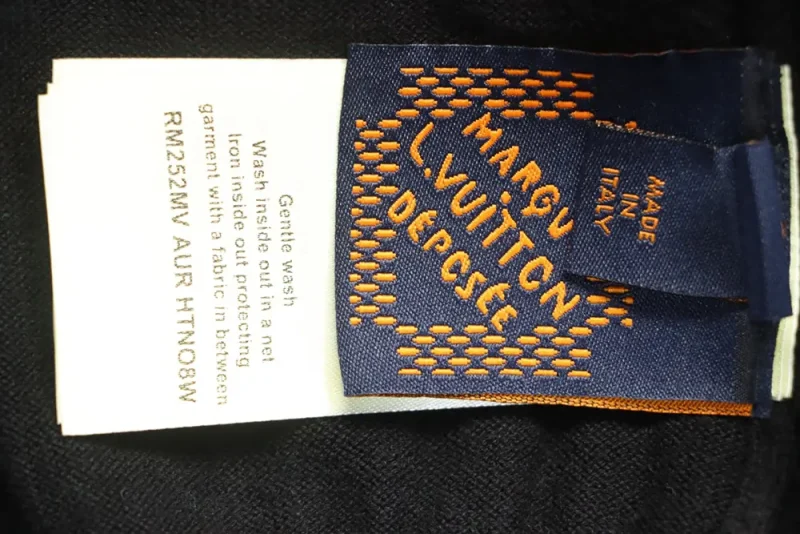 MARQU
L.VUITTON
DÉPOSÉE
MADE
IN
ITALY
Gentle wash
Wash inside out in a net
Iron inside out protecting
garment with a fabric in between
RM252MV AUR HTNO8W